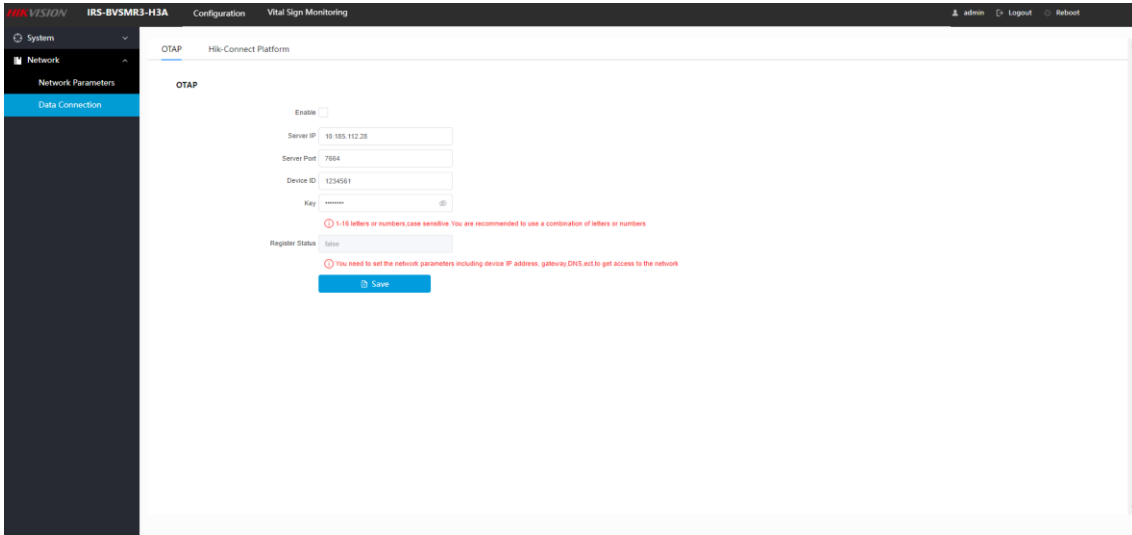 HIKVISION IRS-BVSMR3-H3A Configuration Vital Sign Monitoring admin Logout Reboot
System
Network
Network Parameters
Data Connection
OTAP Hik-Connect Platform
OTAP
Enable
Server IP 10.185.112.28
Server Port 7664
Device ID 1234561
Key ••••••••
1-16 letters or numbers,case sensitive.You are recommended to use a combination of letters or numbers
Register Status false
You need to set the network parameters including device IP address, gateway,DNS.ect.to get access to the network
Save